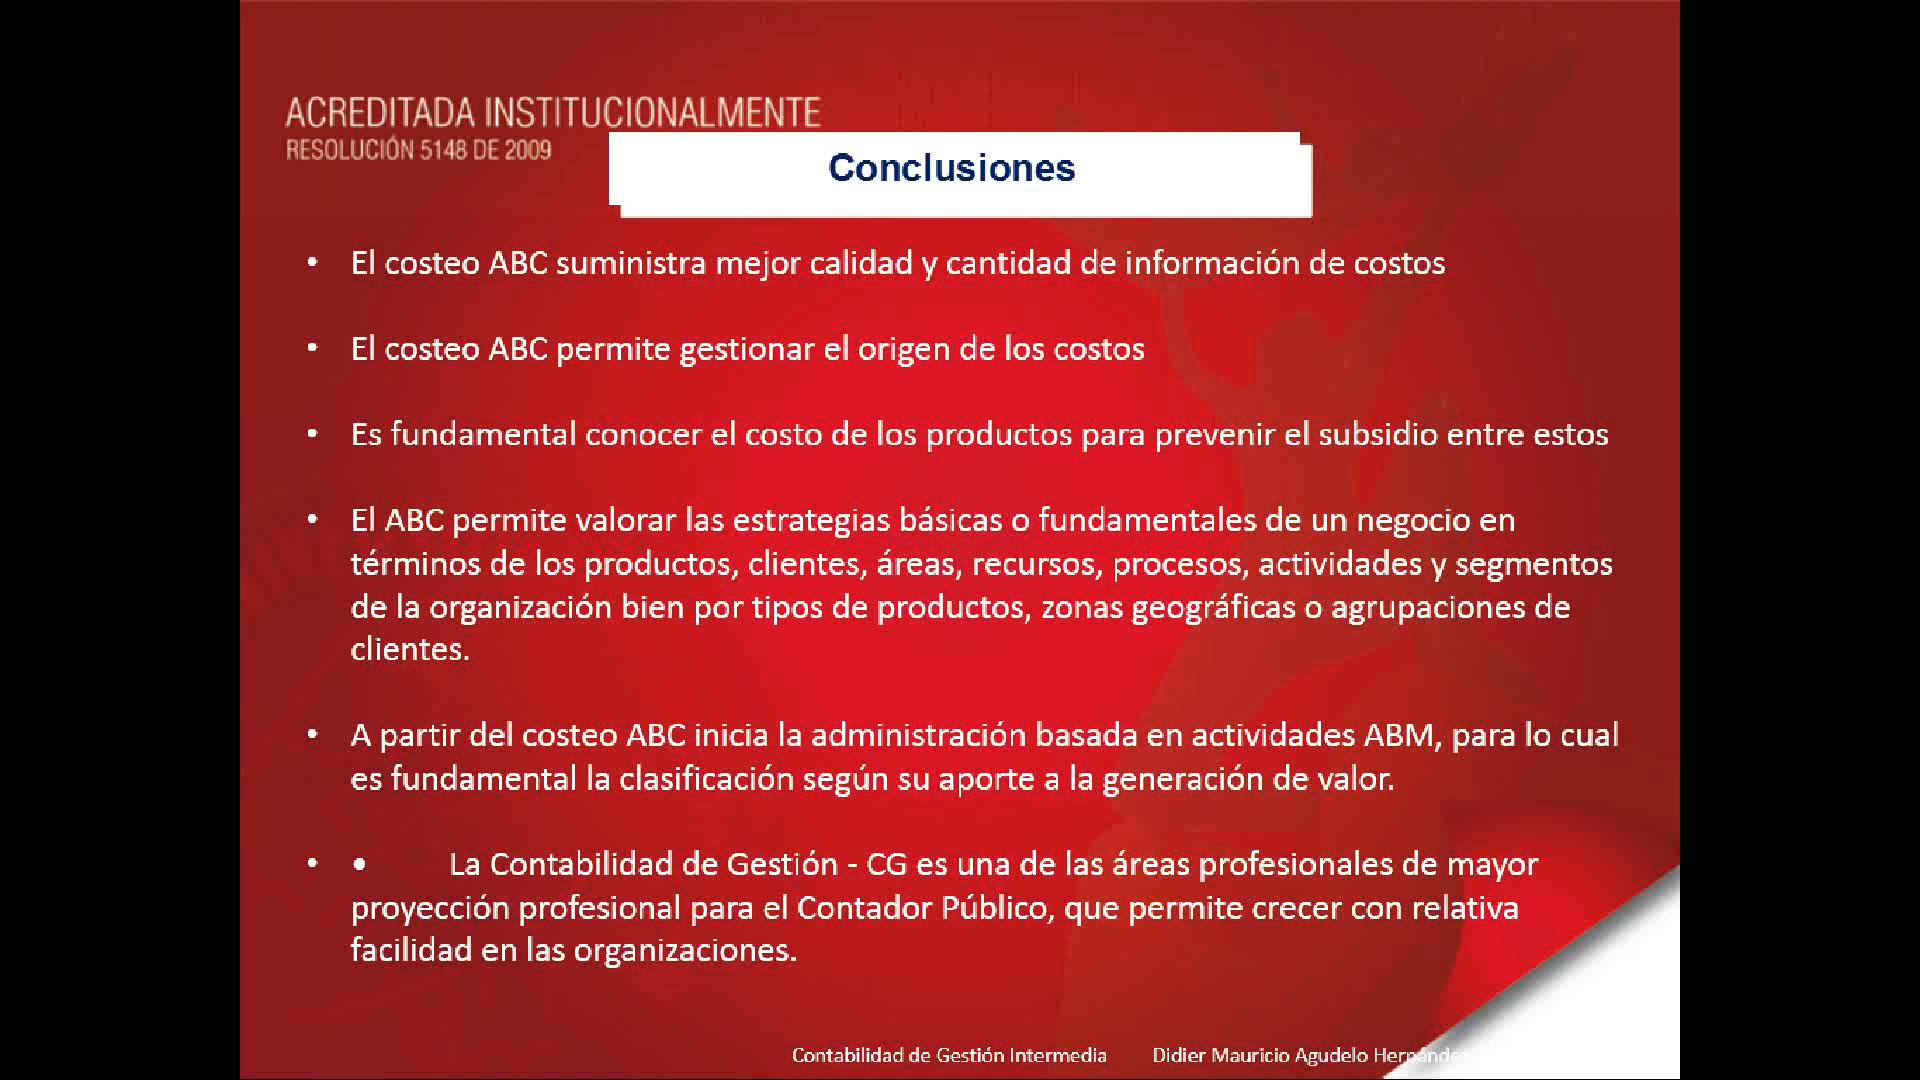 ACREDITADA INSTITUCIONALMENTE
RESOLUCIÓN 5148 DE 2009
Conclusiones
• El costeo ABC suministra mejor calidad y cantidad de información de costos
• El costeo ABC permite gestionar el origen de los costos
• Es fundamental conocer el costo de los productos para prevenir el subsidio entre estos
• El ABC permite valorar las estrategias básicas o fundamentales de un negocio en
términos de los productos, clientes, áreas, recursos, procesos, actividades y segmentos
de la organización bien por tipos de productos, zonas geográficas o agrupaciones de
clientes.
• A partir del costeo ABC inicia la administración basada en actividades ABM, para lo cual
es fundamental la clasificación según su aporte a la generación de valor.
• • La Contabilidad de Gestión - CG es una de las áreas profesionales de mayor
proyección profesional para el Contador Público, que permite crecer con relativa
facilidad en las organizaciones.
Contabilidad de Gestión Intermedia Didier Mauricio Agudelo Hernández